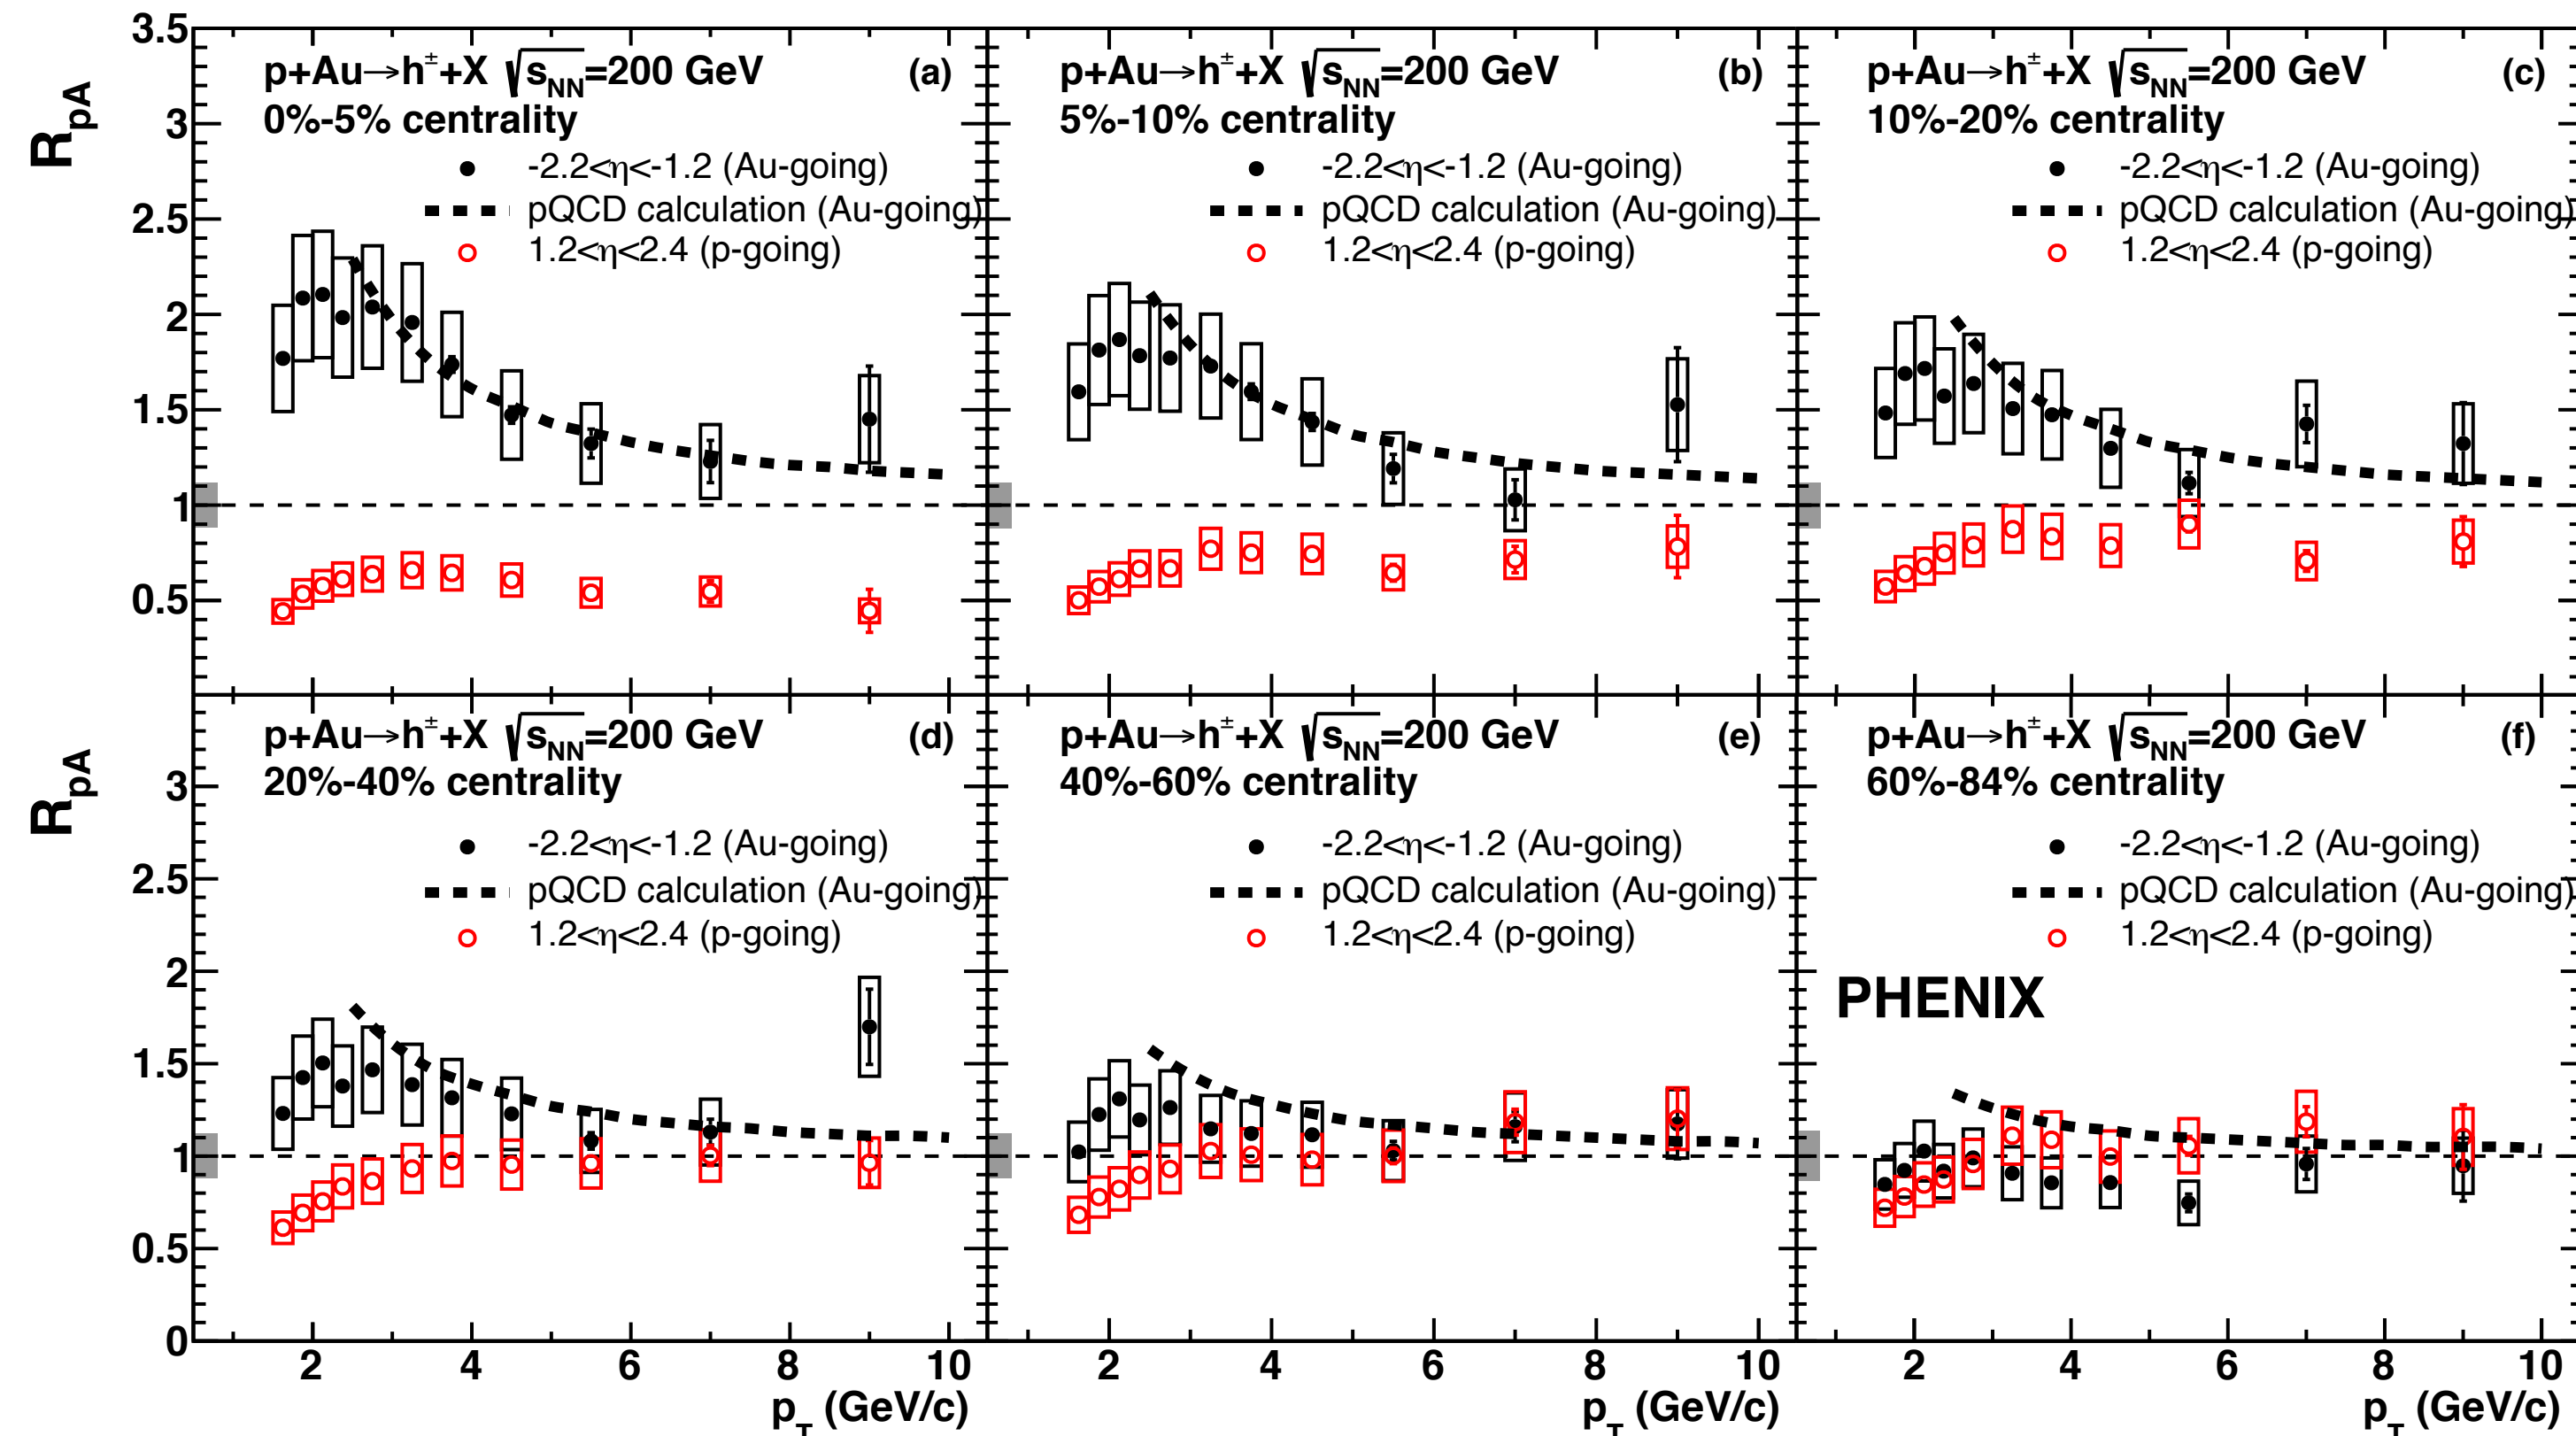 R_pA
3.5
3
2.5
2
1.5
1
0.5
p+Au→h±+X √s_NN=200 GeV (a)
0%-5% centrality
-2.2<η<-1.2 (Au-going)
pQCD calculation (Au-going)
1.2<η<2.4 (p-going)
p+Au→h±+X √s_NN=200 GeV (b)
5%-10% centrality
-2.2<η<-1.2 (Au-going)
pQCD calculation (Au-going)
1.2<η<2.4 (p-going)
p+Au→h±+X √s_NN=200 GeV (c)
10%-20% centrality
-2.2<η<-1.2 (Au-going)
pQCD calculation (Au-going)
1.2<η<2.4 (p-going)
R_pA
3
2.5
2
1.5
1
0.5
0
p+Au→h±+X √s_NN=200 GeV (d)
20%-40% centrality
-2.2<η<-1.2 (Au-going)
pQCD calculation (Au-going)
1.2<η<2.4 (p-going)
p+Au→h±+X √s_NN=200 GeV (e)
40%-60% centrality
-2.2<η<-1.2 (Au-going)
pQCD calculation (Au-going)
1.2<η<2.4 (p-going)
p+Au→h±+X √s_NN=200 GeV (f)
60%-84% centrality
-2.2<η<-1.2 (Au-going)
pQCD calculation (Au-going)
1.2<η<2.4 (p-going)
PHENIX
2 4 6 8 10
p_T (GeV/c)
2 4 6 8 10
p_T (GeV/c)
2 4 6 8 10
p_T (GeV/c)